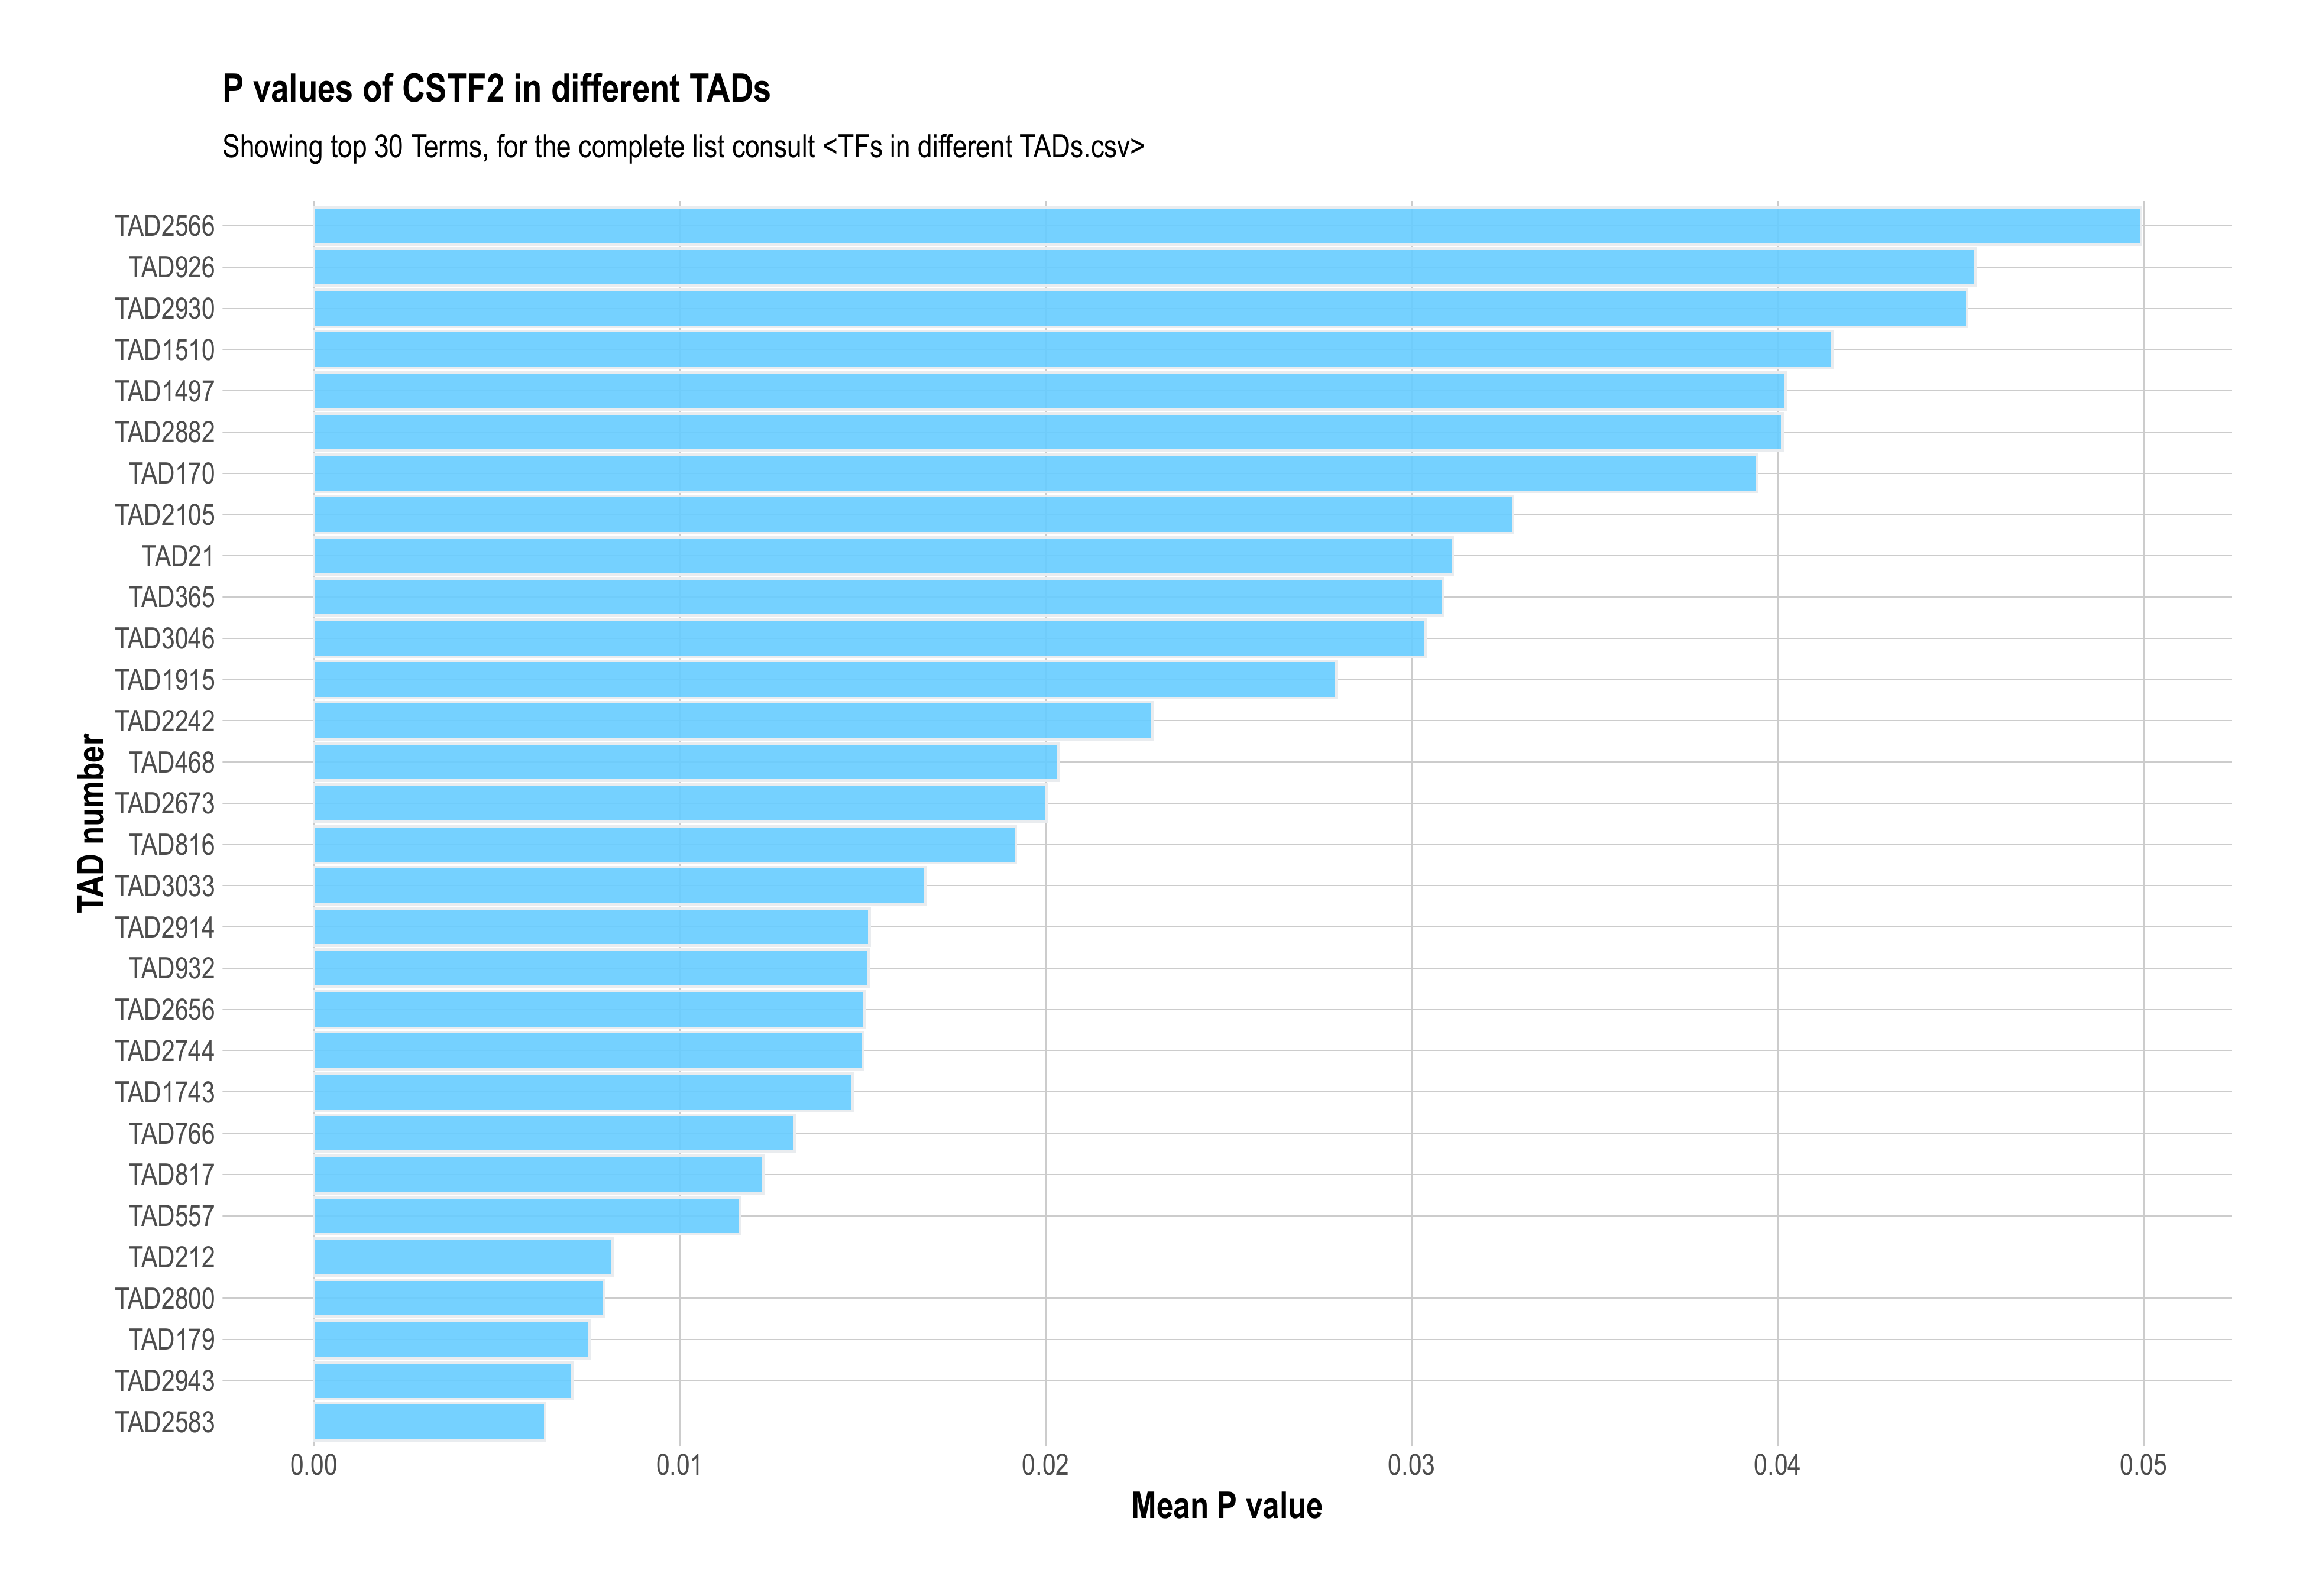 P values of CSTF2 in different TADs
Showing top 30 Terms, for the complete list consult <TFs in different TADs.csv>
TAD number
TAD2566
TAD926
TAD2930
TAD1510
TAD1497
TAD2882
TAD170
TAD2105
TAD21
TAD365
TAD3046
TAD1915
TAD2242
TAD468
TAD2673
TAD816
TAD3033
TAD2914
TAD932
TAD2656
TAD2744
TAD1743
TAD766
TAD817
TAD557
TAD212
TAD2800
TAD179
TAD2943
TAD2583
0.00 0.01 0.02 0.03 0.04 0.05
Mean P value